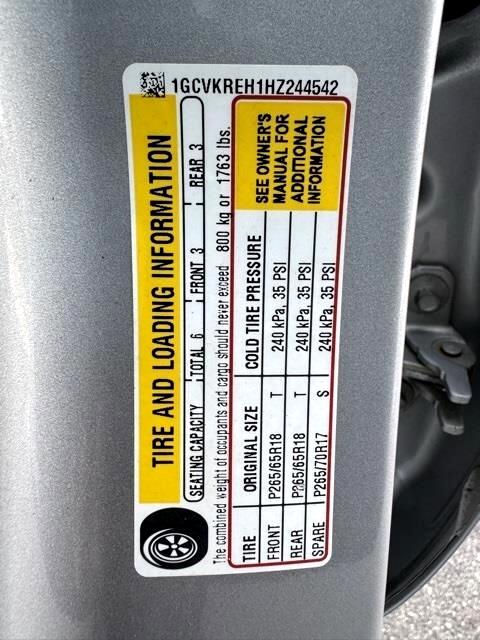 1GCVKREH1HZ244542
TIRE AND LOADING INFORMATION
SEATING CAPACITY TOTAL 6 FRONT 3 REAR 3
The combined weight of occupants and cargo should never exceed 800 kg or 1763 lbs.
TIRE ORIGINAL SIZE COLD TIRE PRESSURE
FRONT P265/65R18 T 240 kPa, 35 PSI
REAR P265/65R18 T 240 kPa, 35 PSI
SPARE P265/70R17 S 240 kPa, 35 PSI
SEE OWNER'S
MANUAL FOR
ADDITIONAL
INFORMATION